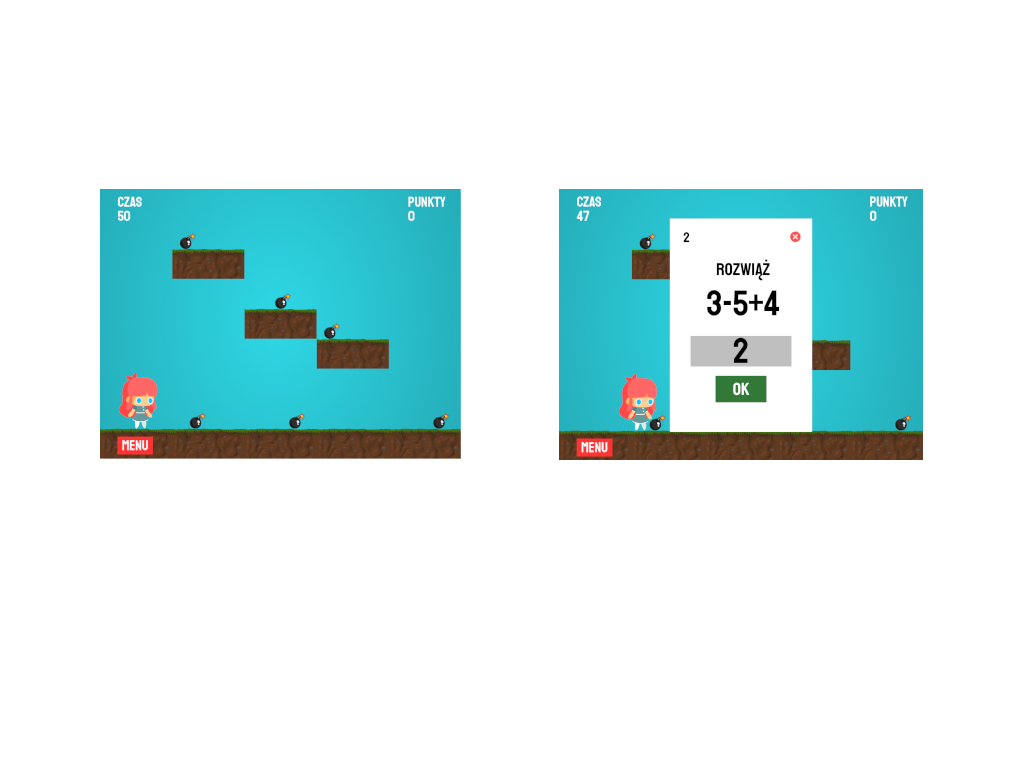 CZAS
50
PUNKTY
0
MENU
CZAS
47
PUNKTY
0
2
ROZWIĄŻ
3-5+4
2
OK
MENU